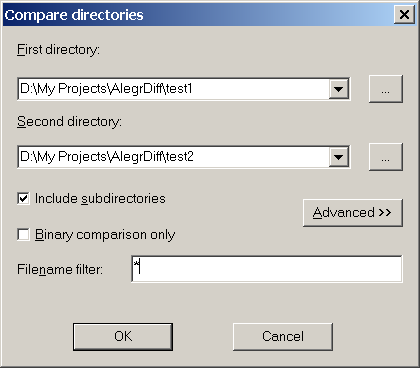 Compare directories
First directory:
D:\My Projects\AlegrDiff\test1
...
Second directory:
D:\My Projects\AlegrDiff\test2
...
Include subdirectories
Advanced >>
Binary comparison only
Filename filter: *
OK Cancel